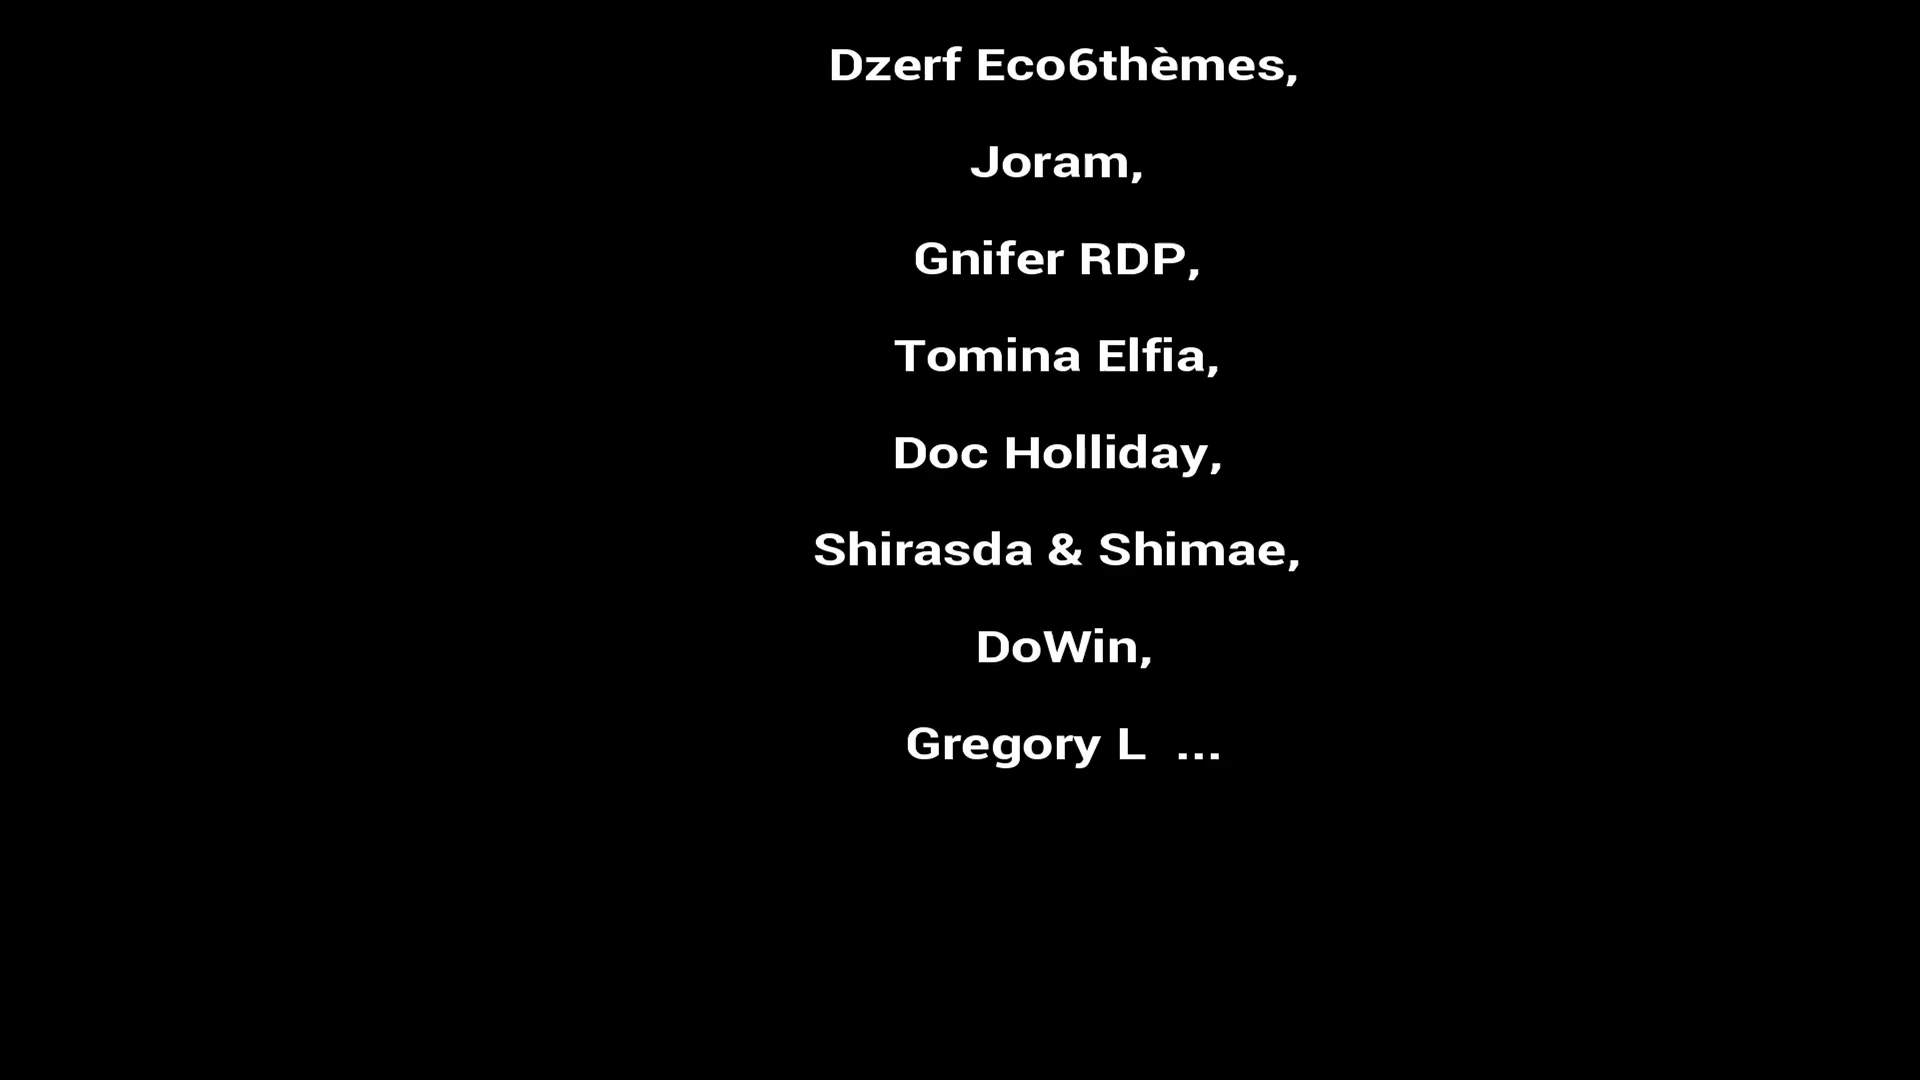 Dzerf Eco6thèmes,
Joram,
Gnifer RDP,
Tomina Elfia,
Doc Holliday,
Shirasda & Shimae,
DoWin,
Gregory L  ...